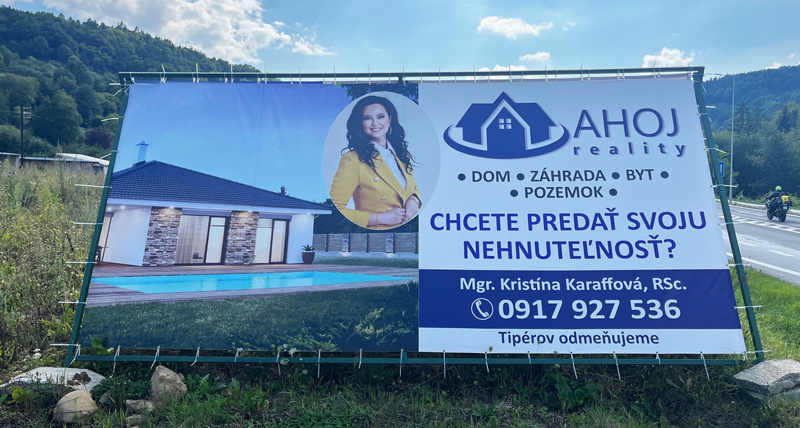 AHOJ
reality
• DOM • ZÁHRADA • BYT •
• POZEMOK •
CHCETE PREDAŤ SVOJU
NEHNUTEĽNOSŤ?
Mgr. Kristína Karaffová, RSc.
0917 927 536
Tipérov odmeňujeme